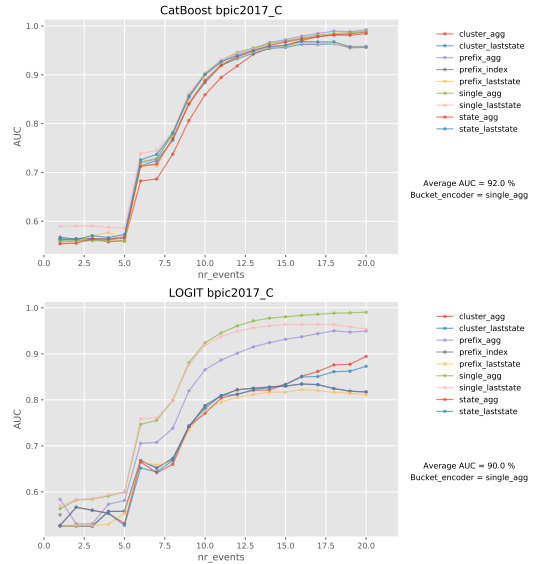 CatBoost bpic2017_C
1.0
0.9
0.8
0.7
0.6
AUC
0.0
2.5
5.0
7.5
10.0
12.5
15.0
17.5
20.0
nr_events
cluster_agg
cluster_laststate
prefix_agg
prefix_index
prefix_laststate
single_agg
single_laststate
state_agg
state_laststate
Average AUC = 92.0 %
Bucket_encoder = single_agg
LOGIT bpic2017_C
1.0
0.9
0.8
0.7
0.6
AUC
0.0
2.5
5.0
7.5
10.0
12.5
15.0
17.5
20.0
nr_events
cluster_agg
cluster_laststate
prefix_agg
prefix_index
prefix_laststate
single_agg
single_laststate
state_agg
state_laststate
Average AUC = 90.0 %
Bucket_encoder = single_agg